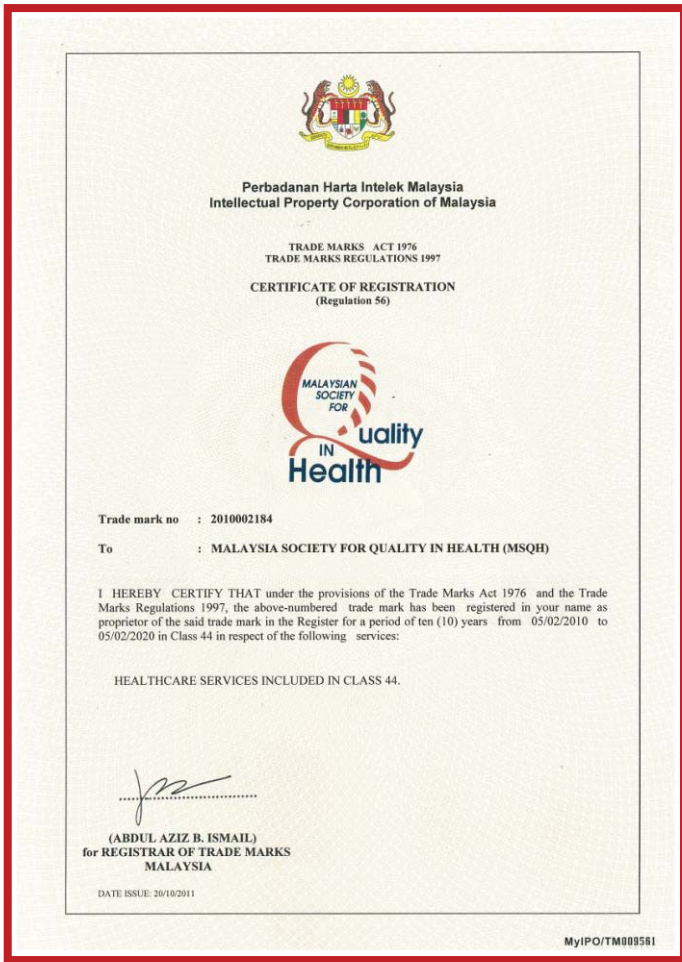 Perbadanan Harta Intelek Malaysia
Intellectual Property Corporation of Malaysia
TRADE MARKS ACT 1976
TRADE MARKS REGULATIONS 1997
CERTIFICATE OF REGISTRATION
(Regulation 56)
MALAYSIAN
SOCIETY
FOR
Quality
IN
Health
Trade mark no : 2010002184
To : MALAYSIA SOCIETY FOR QUALITY IN HEALTH (MSQH)
I HEREBY CERTIFY THAT under the provisions of the Trade Marks Act 1976 and the Trade
Marks Regulations 1997, the above-numbered trade mark has been registered in your name as
proprietor of the said trade mark in the Register for a period of ten (10) years from 05/02/2010 to
05/02/2020 in Class 44 in respect of the following services:
HEALTHCARE SERVICES INCLUDED IN CLASS 44.
(ABDUL AZIZ B. ISMAIL)
for REGISTRAR OF TRADE MARKS
MALAYSIA
DATE ISSUE: 20/10/2011
MyIPO/TM009561